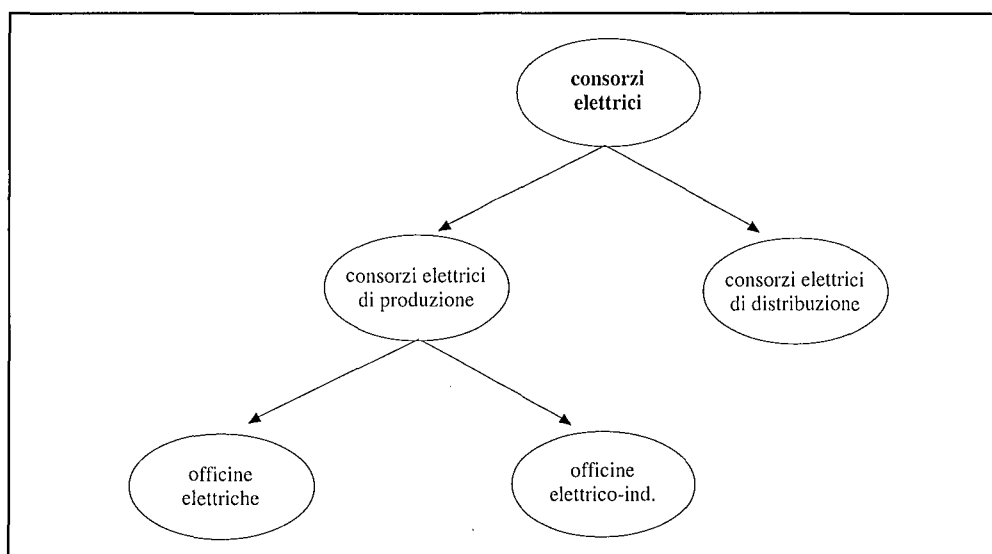 consorzi
elettrici
consorzi elettrici
di produzione
consorzi elettrici
di distribuzione
officine
elettriche
officine
elettrico-ind.